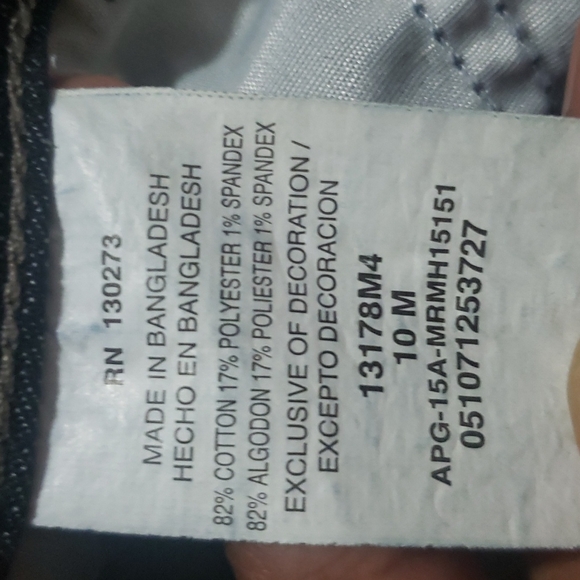 RN 130273
MADE IN BANGLADESH
HECHO EN BANGLADESH
82% COTTON 17% POLYESTER 1% SPANDEX
82% ALGODON 17% POLIESTER 1% SPANDEX
EXCLUSIVE OF DECORATION /
EXCEPTO DECORACION
13178M4
10 M
APG-15A-MRMH15151
051071253727